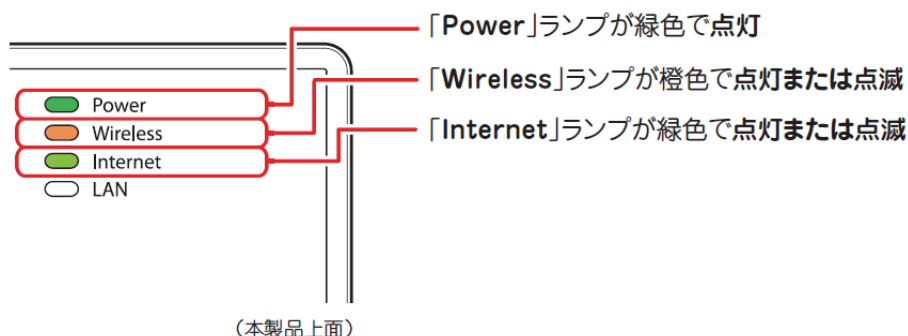 「Power」ランプが緑色で点灯
「Wireless」ランプが橙色で点灯または点滅
「Internet」ランプが緑色で点灯または点滅
Power
Wireless
Internet
LAN
（本製品上面）